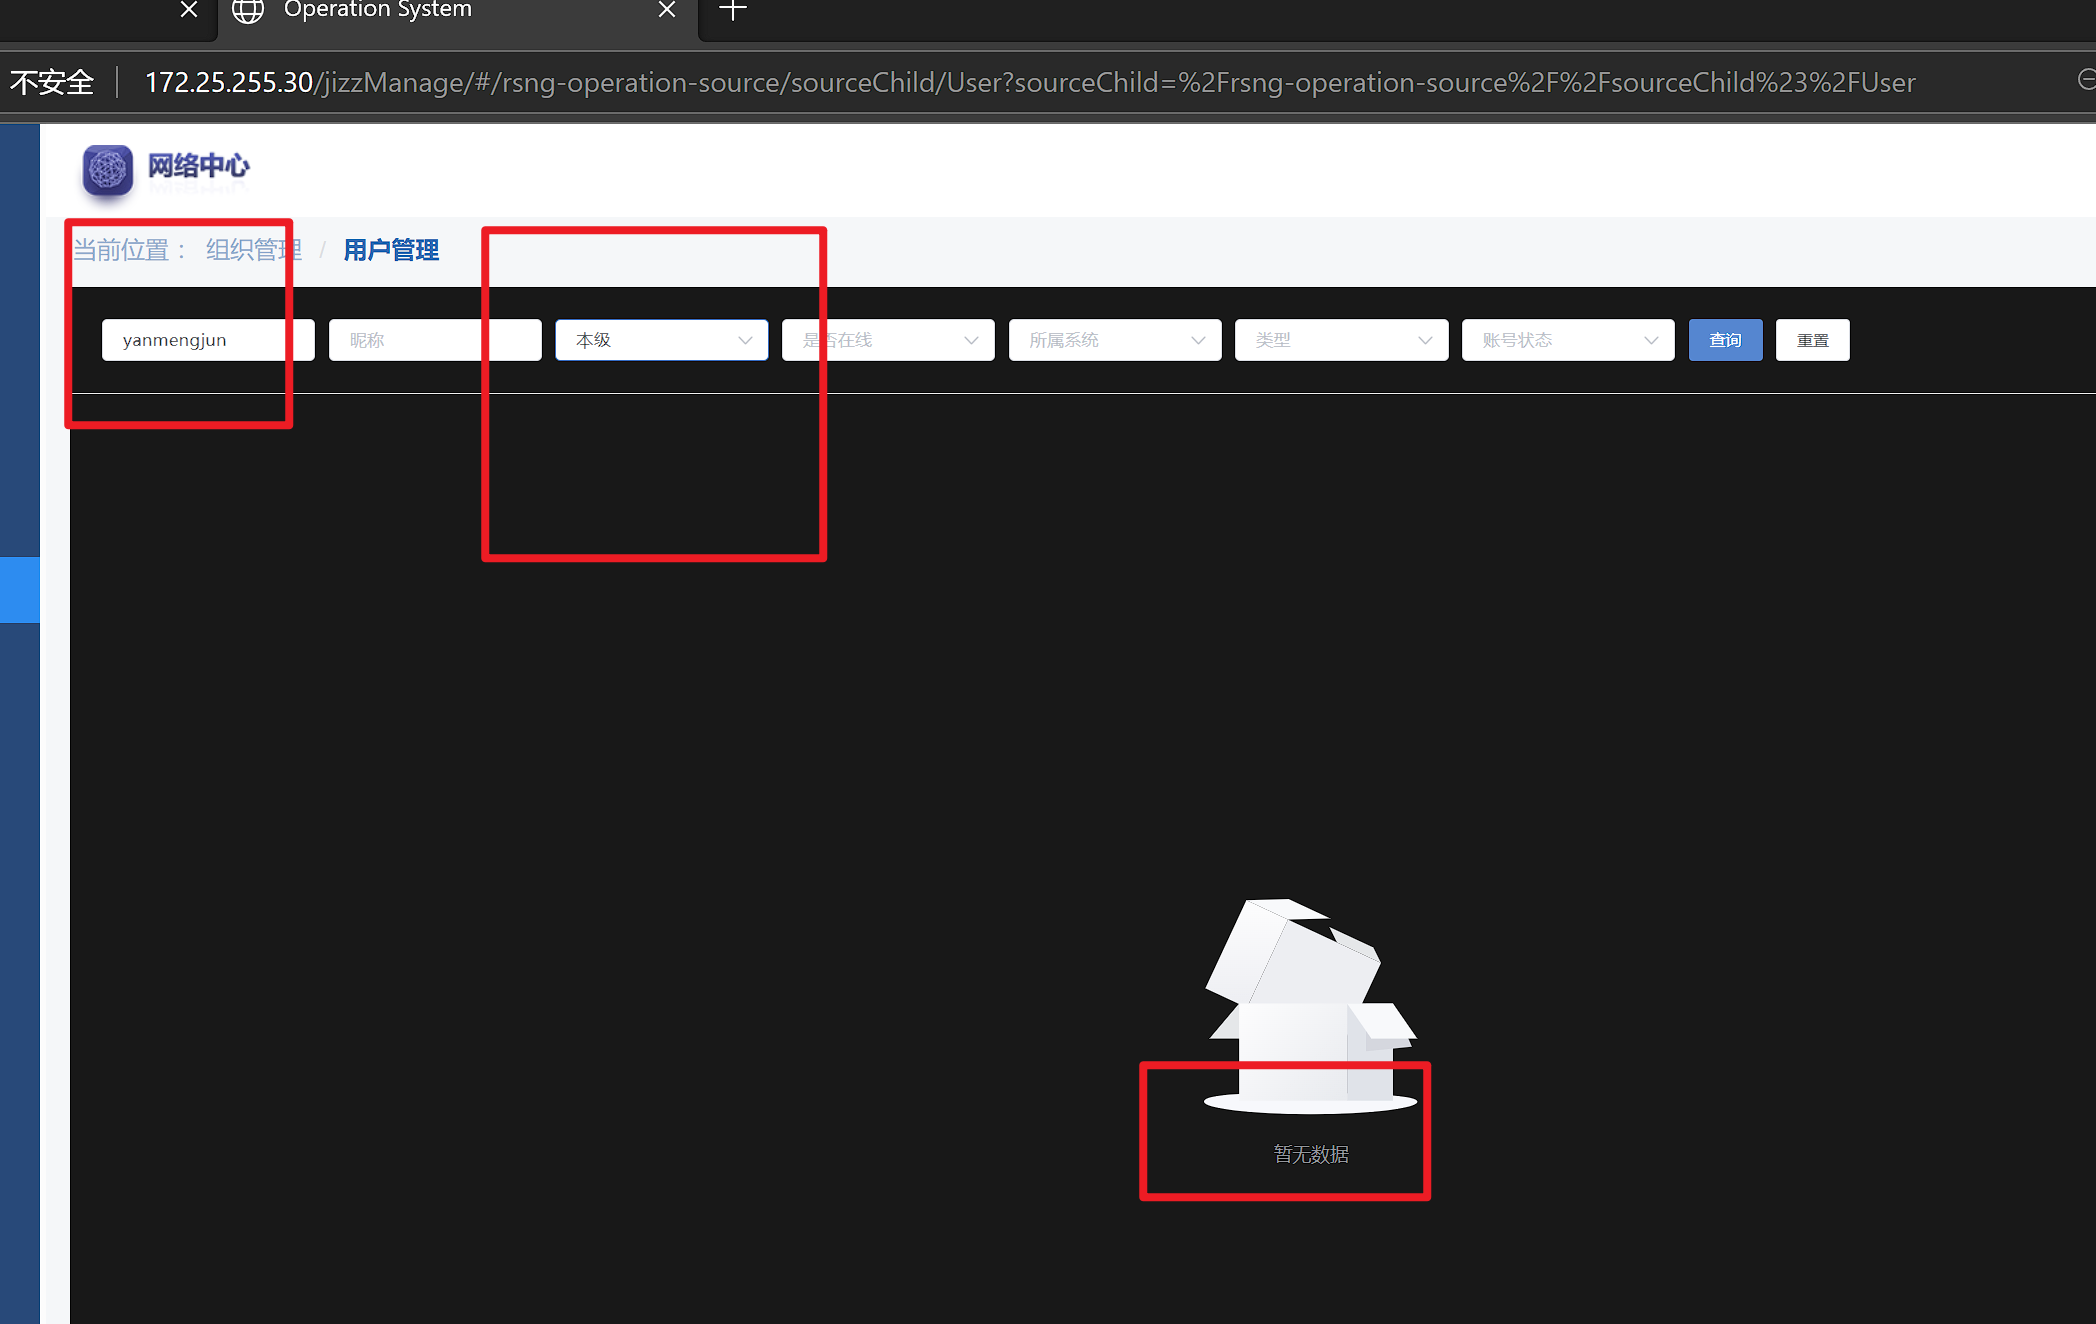 Operation System
不安全 172.25.255.30/jizzManage/#/rsng-operation-source/sourceChild/User?sourceChild=%2Frsng-operation-source%2F%2FsourceChild%23%2FUser
网络中心
当前位置： 组织管理 / 用户管理
yanmengjun 昵称 本级 是否在线 所属系统 类型 账号状态 查询 重置
暂无数据